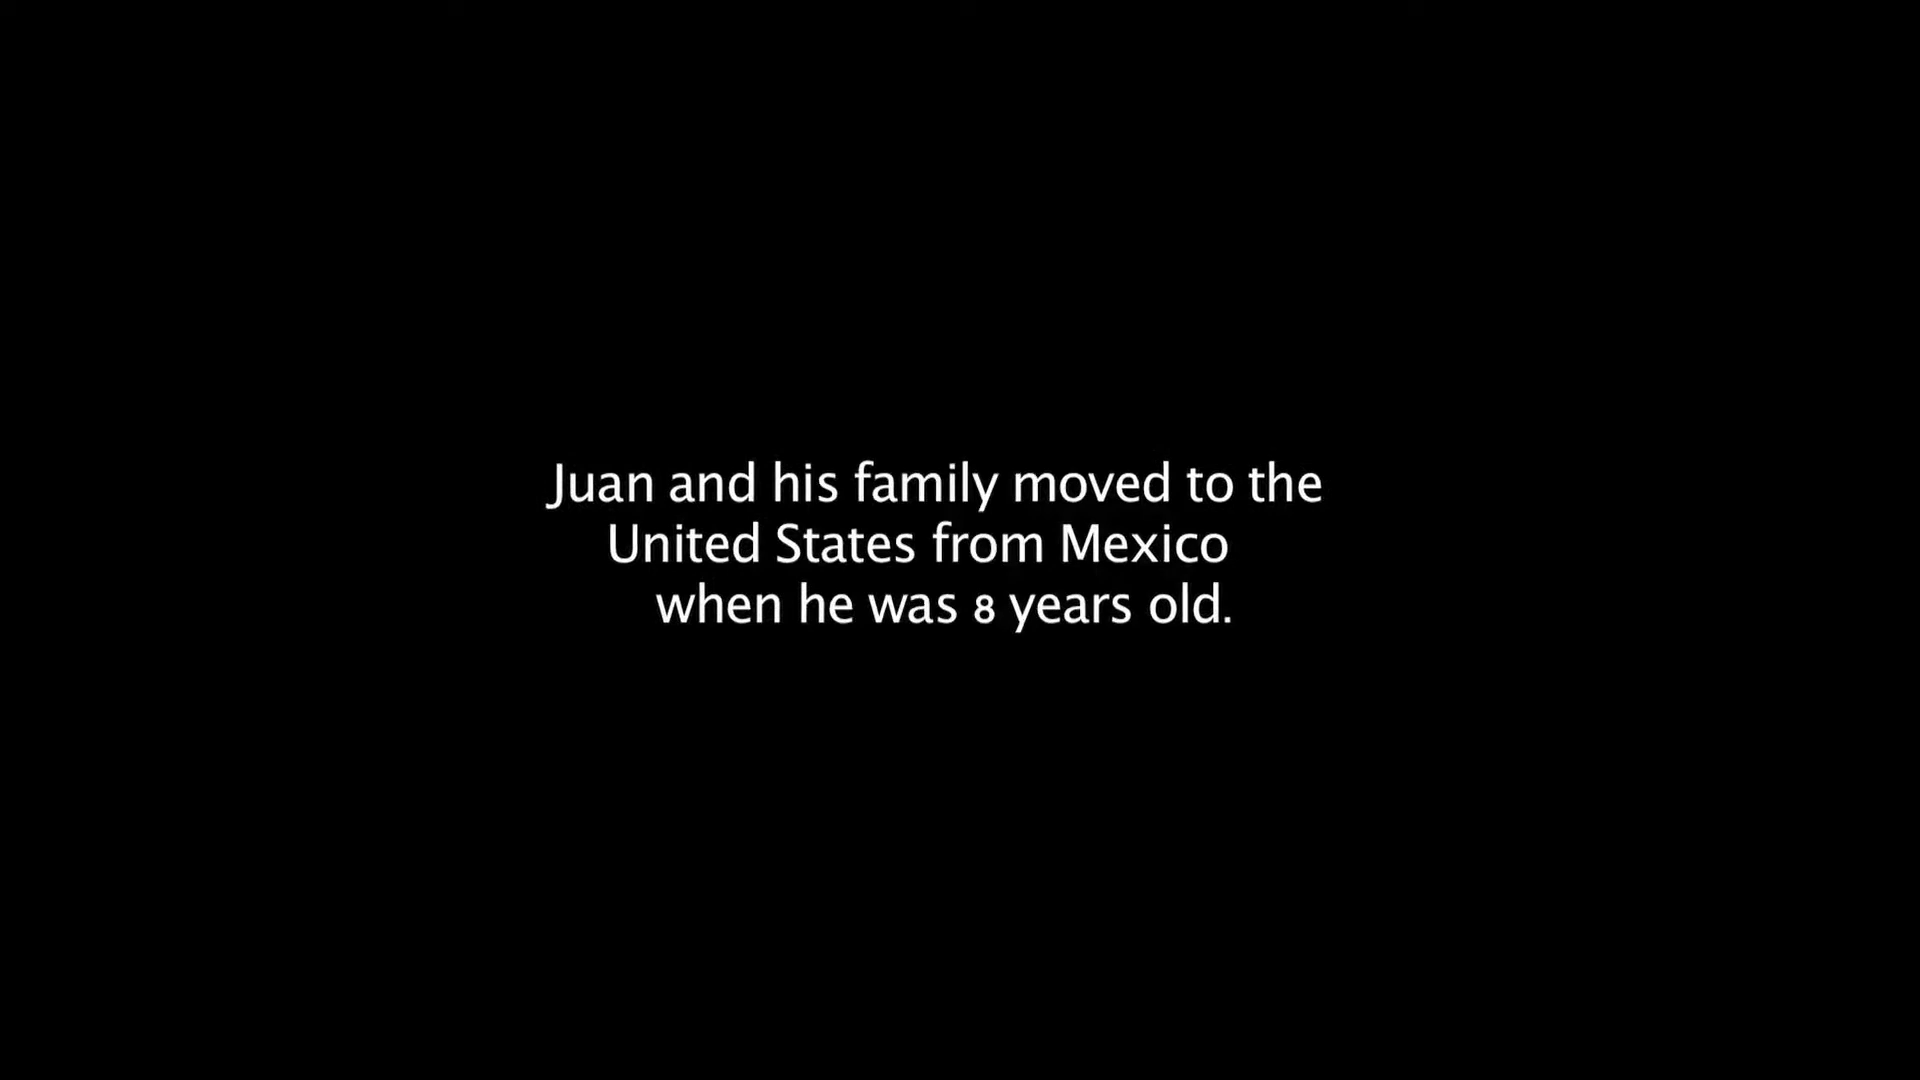 Juan and his family moved to the
United States from Mexico
when he was 8 years old.